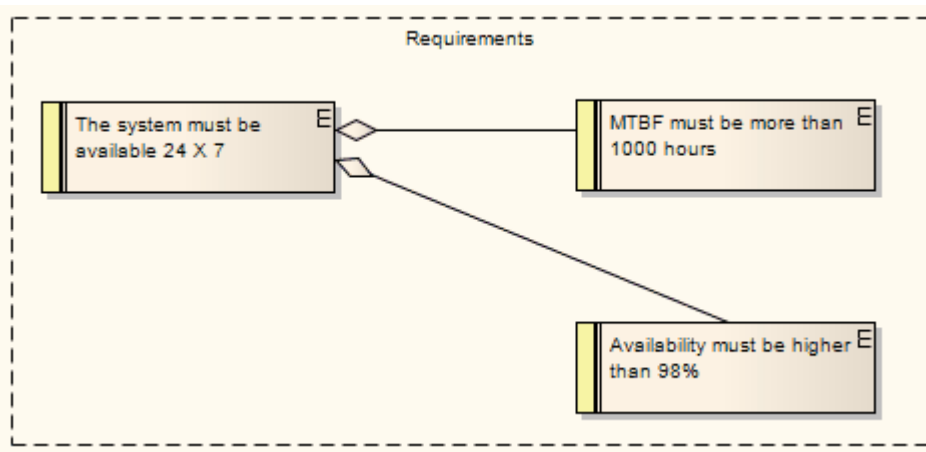 Requirements
The system must be
available 24 X 7
E
MTBF must be more than
1000 hours
E
Availability must be higher
than 98%
E